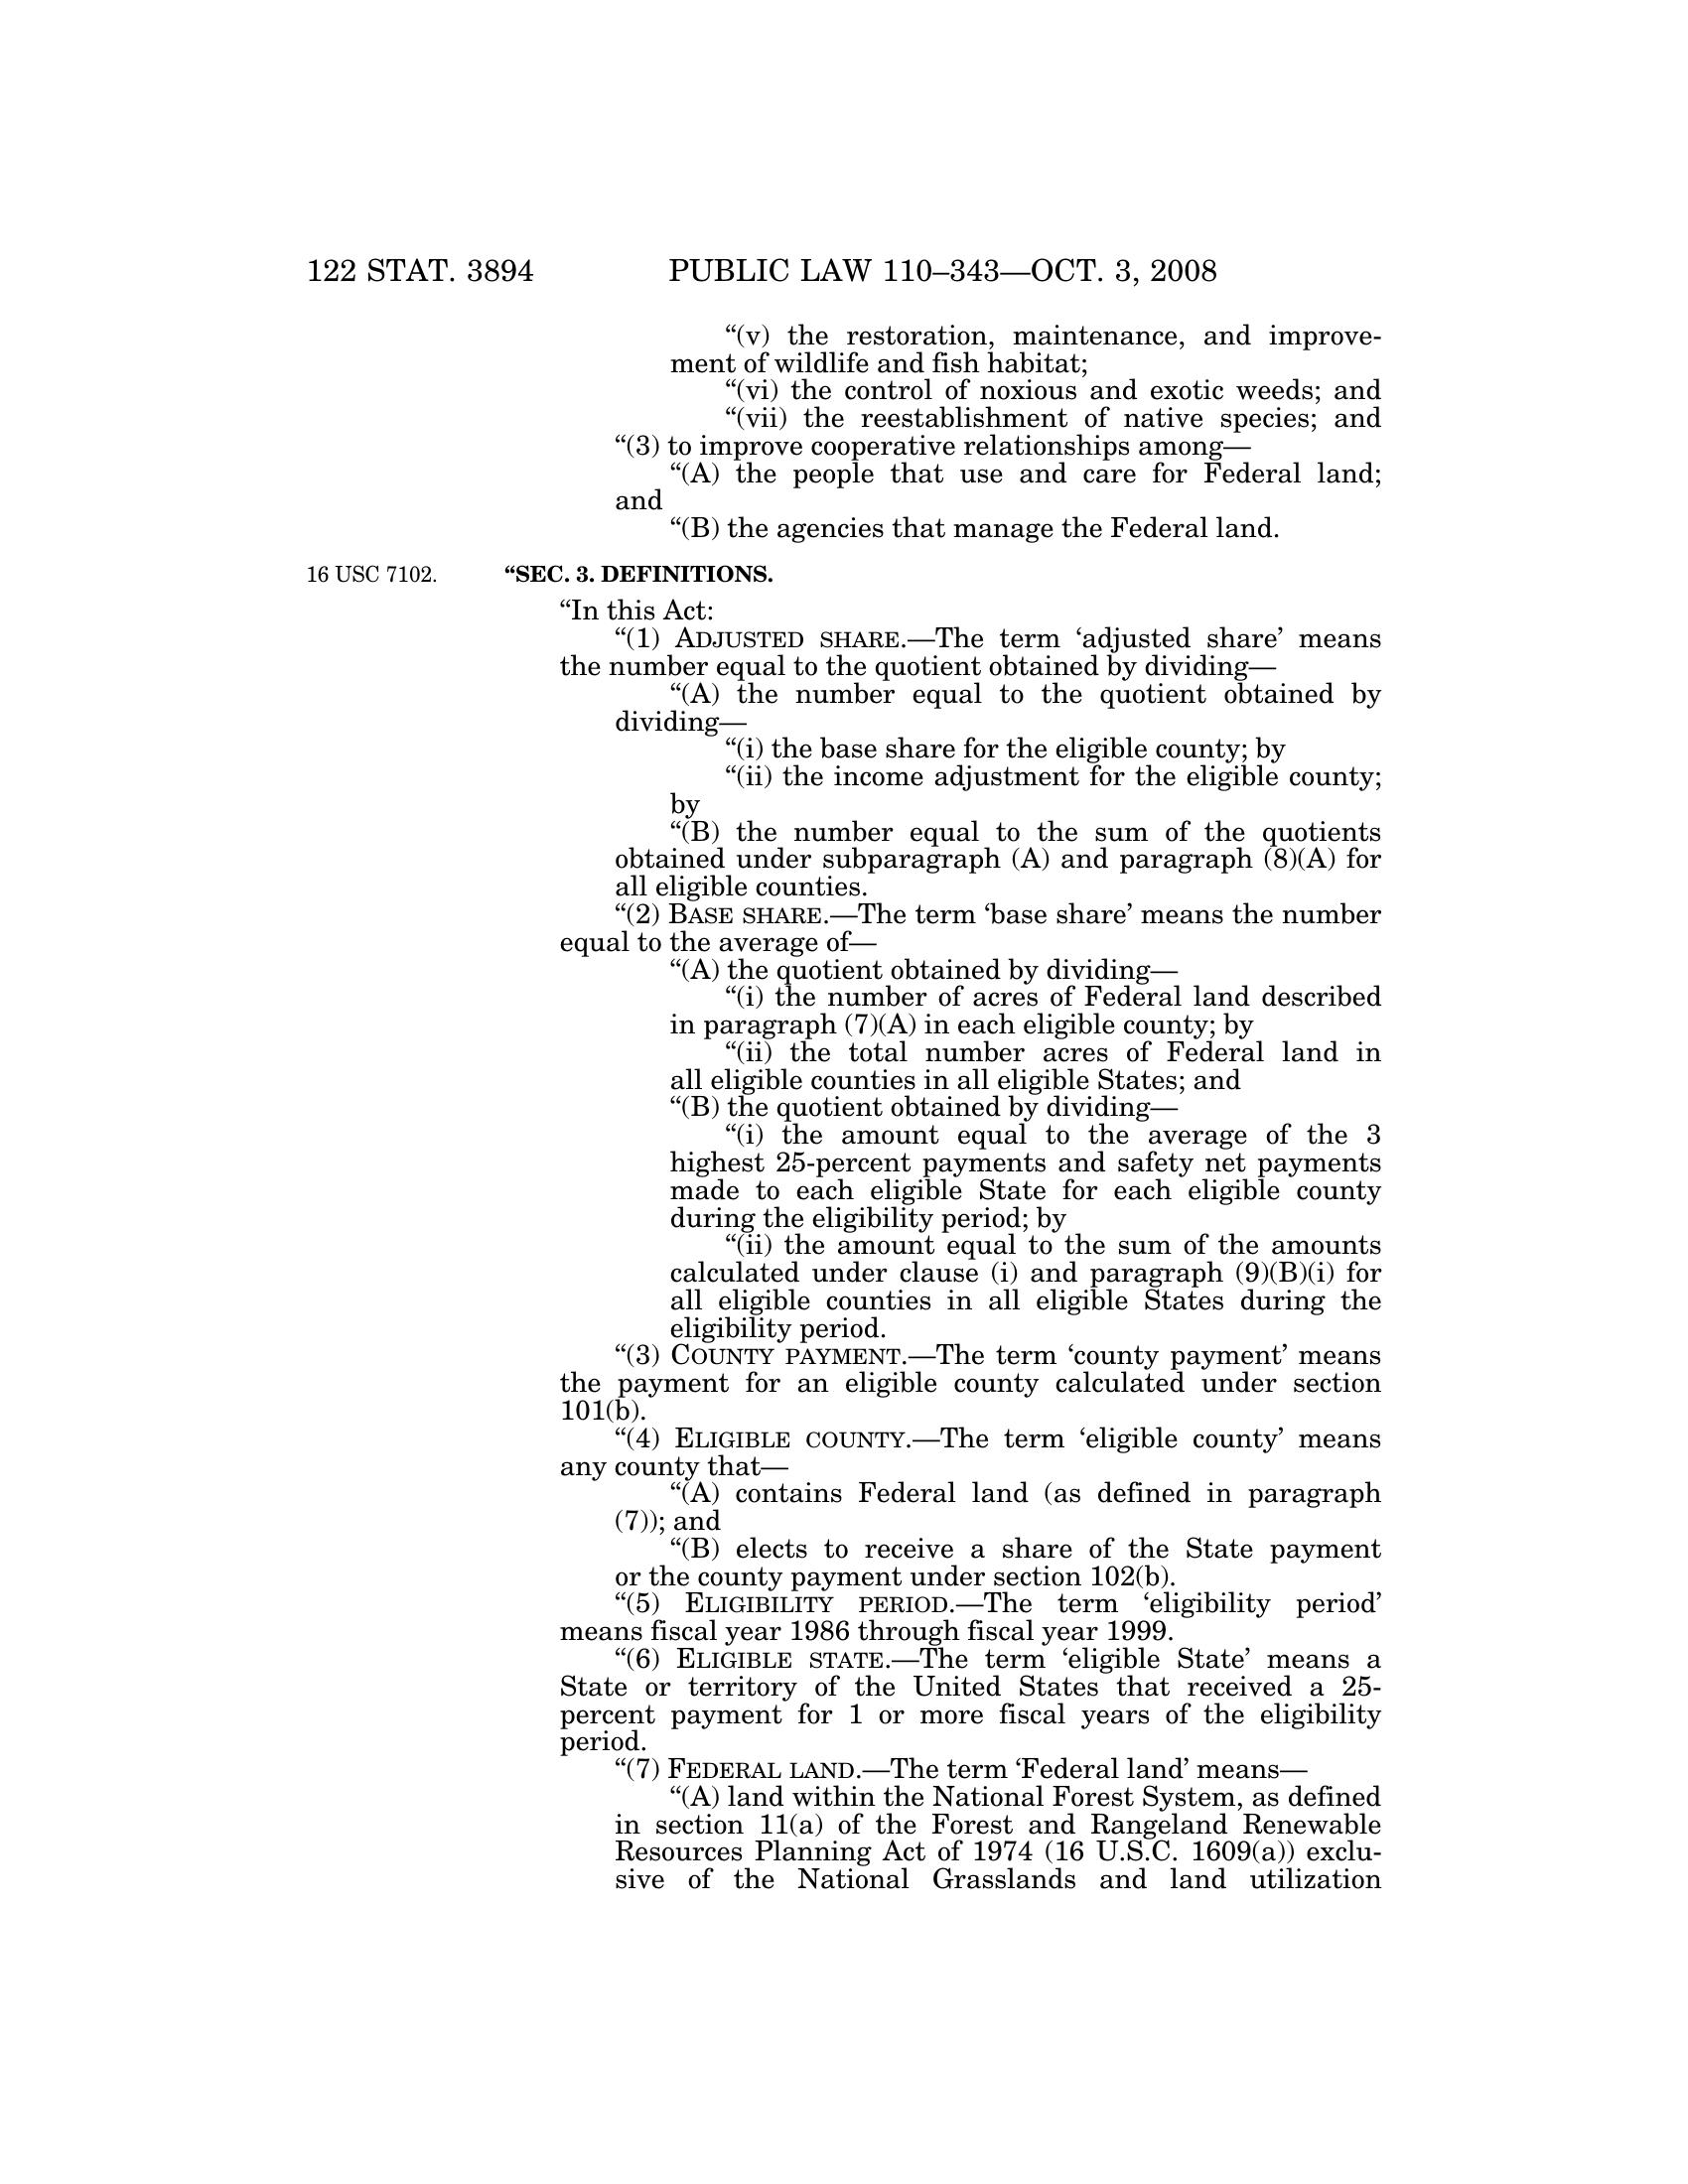 122 STAT. 3894 PUBLIC LAW 110–343—OCT. 3, 2008
“(v) the restoration, maintenance, and improve-
ment of wildlife and fish habitat;
“(vi) the control of noxious and exotic weeds; and
“(vii) the reestablishment of native species; and
“(3) to improve cooperative relationships among—
“(A) the people that use and care for Federal land;
and
“(B) the agencies that manage the Federal land.
16 USC 7102. “SEC. 3. DEFINITIONS.
“In this Act:
“(1) ADJUSTED SHARE.—The term ‘adjusted share’ means
the number equal to the quotient obtained by dividing—
“(A) the number equal to the quotient obtained by
dividing—
“(i) the base share for the eligible county; by
“(ii) the income adjustment for the eligible county;
by
“(B) the number equal to the sum of the quotients
obtained under subparagraph (A) and paragraph (8)(A) for
all eligible counties.
“(2) BASE SHARE.—The term ‘base share’ means the number
equal to the average of—
“(A) the quotient obtained by dividing—
“(i) the number of acres of Federal land described
in paragraph (7)(A) in each eligible county; by
“(ii) the total number acres of Federal land in
all eligible counties in all eligible States; and
“(B) the quotient obtained by dividing—
“(i) the amount equal to the average of the 3
highest 25-percent payments and safety net payments
made to each eligible State for each eligible county
during the eligibility period; by
“(ii) the amount equal to the sum of the amounts
calculated under clause (i) and paragraph (9)(B)(i) for
all eligible counties in all eligible States during the
eligibility period.
“(3) COUNTY PAYMENT.—The term ‘county payment’ means
the payment for an eligible county calculated under section
101(b).
“(4) ELIGIBLE COUNTY.—The term ‘eligible county’ means
any county that—
“(A) contains Federal land (as defined in paragraph
(7)); and
“(B) elects to receive a share of the State payment
or the county payment under section 102(b).
“(5) ELIGIBILITY PERIOD.—The term ‘eligibility period’
means fiscal year 1986 through fiscal year 1999.
“(6) ELIGIBLE STATE.—The term ‘eligible State’ means a
State or territory of the United States that received a 25-
percent payment for 1 or more fiscal years of the eligibility
period.
“(7) FEDERAL LAND.—The term ‘Federal land’ means—
“(A) land within the National Forest System, as defined
in section 11(a) of the Forest and Rangeland Renewable
Resources Planning Act of 1974 (16 U.S.C. 1609(a)) exclu-
sive of the National Grasslands and land utilization